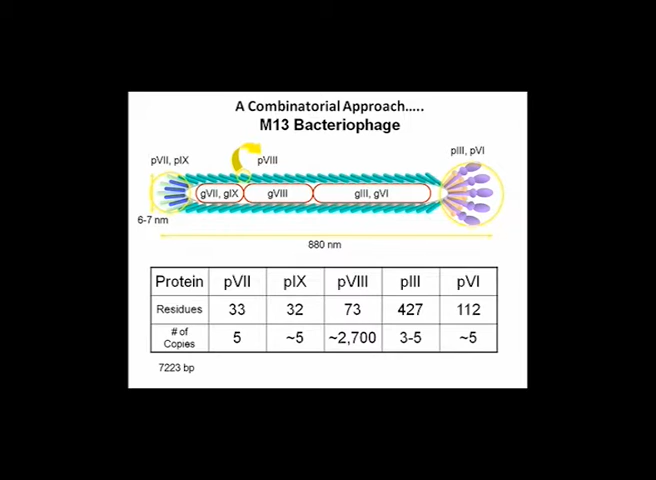 A Combinatorial Approach.....
M13 Bacteriophage
pVII, pIX
pVIII
pIII, pVI
gVII, gIX
gVIII
gIII, gVI
6-7 nm
880 nm
Protein pVII pIX pVIII pIII pVI
Residues 33 32 73 427 112
# of Copies 5 ~5 ~2,700 3-5 ~5
7223 bp